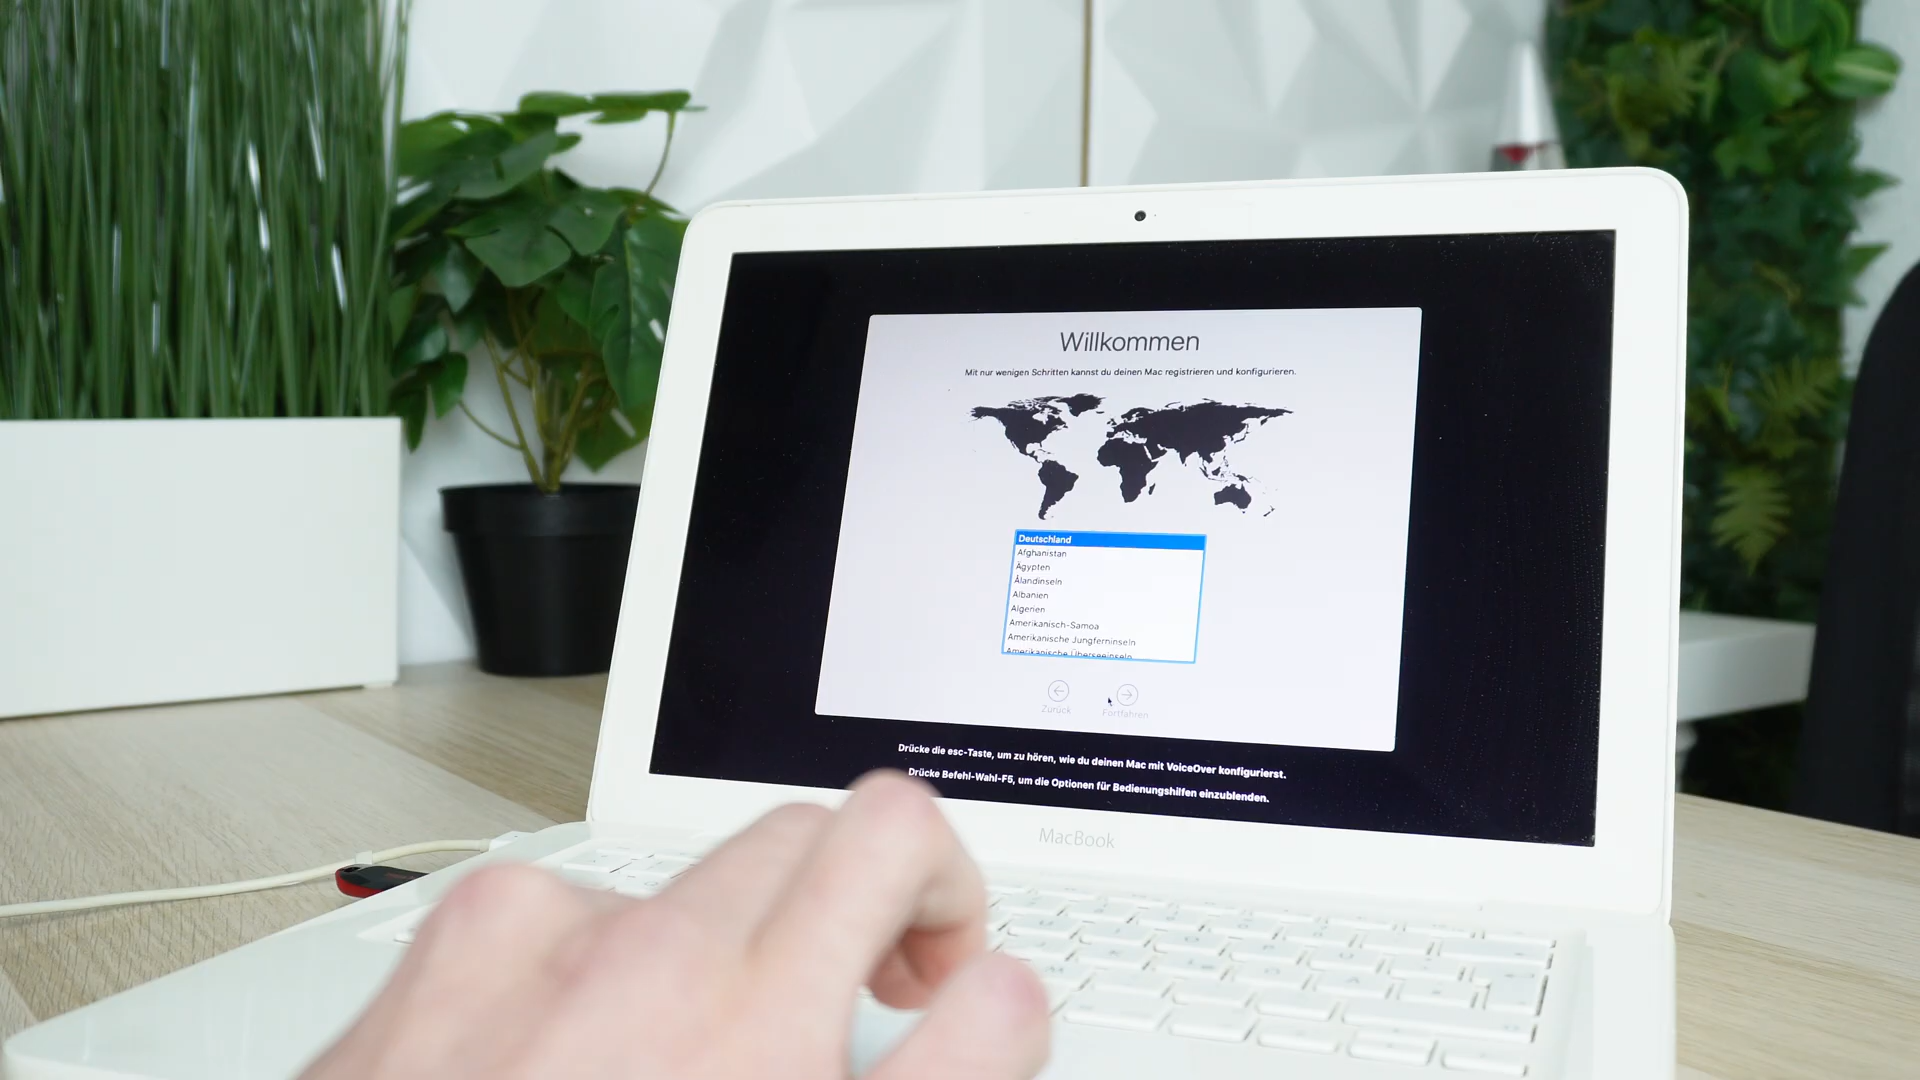 Willkommen
Mit nur wenigen Schritten kannst du deinen Mac registrieren und konfigurieren.
Deutschland
Afghanistan
Ägypten
Ålandinseln
Albanien
Algerien
Amerikanisch-Samoa
Amerikanische Jungferninseln
Amerikanische Überseeinseln
Zurück
Fortfahren
Drücke die esc-Taste, um zu hören, wie du deinen Mac mit VoiceOver konfigurierst.
Drücke Befehl-Wahl-F5, um die Optionen für Bedienungshilfen einzublenden.
MacBook